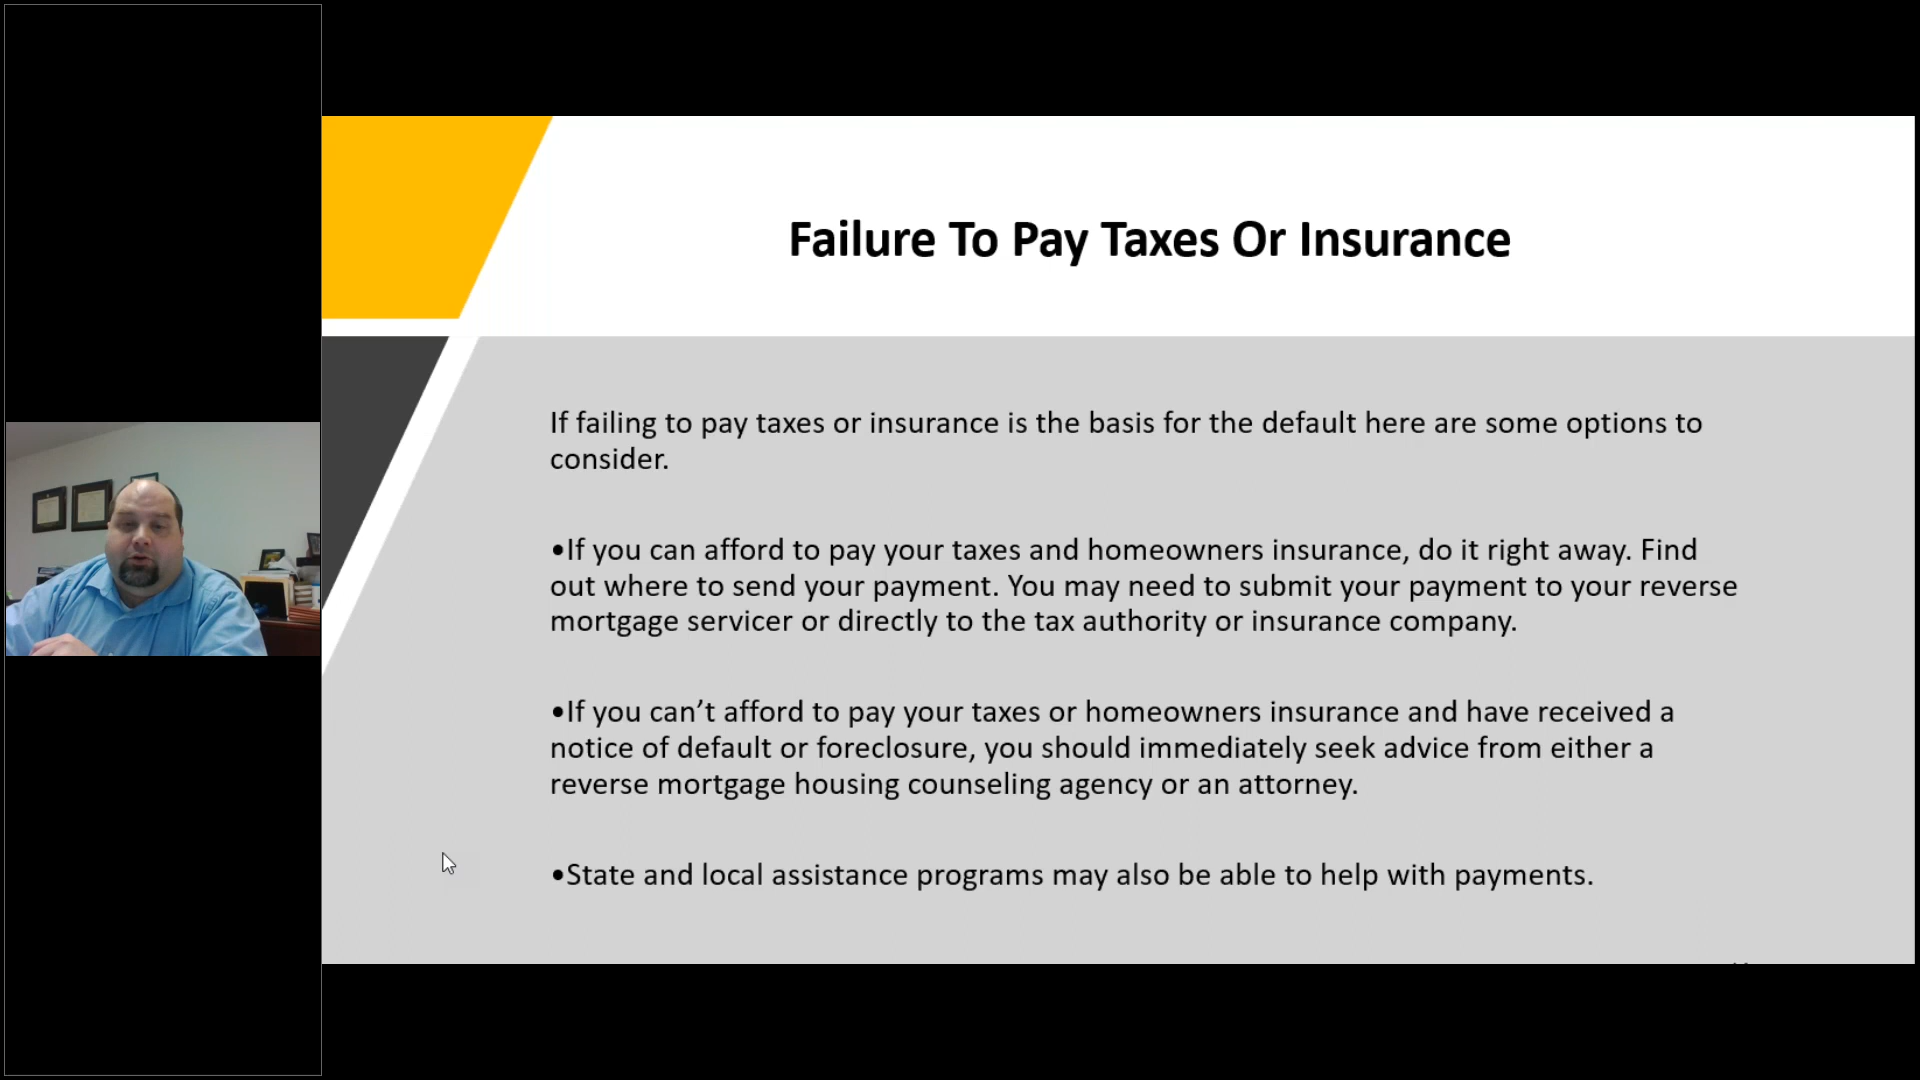 Failure To Pay Taxes Or Insurance
If failing to pay taxes or insurance is the basis for the default here are some options to
consider.
•If you can afford to pay your taxes and homeowners insurance, do it right away. Find
out where to send your payment. You may need to submit your payment to your reverse
mortgage servicer or directly to the tax authority or insurance company.
•If you can’t afford to pay your taxes or homeowners insurance and have received a
notice of default or foreclosure, you should immediately seek advice from either a
reverse mortgage housing counseling agency or an attorney.
•State and local assistance programs may also be able to help with payments.